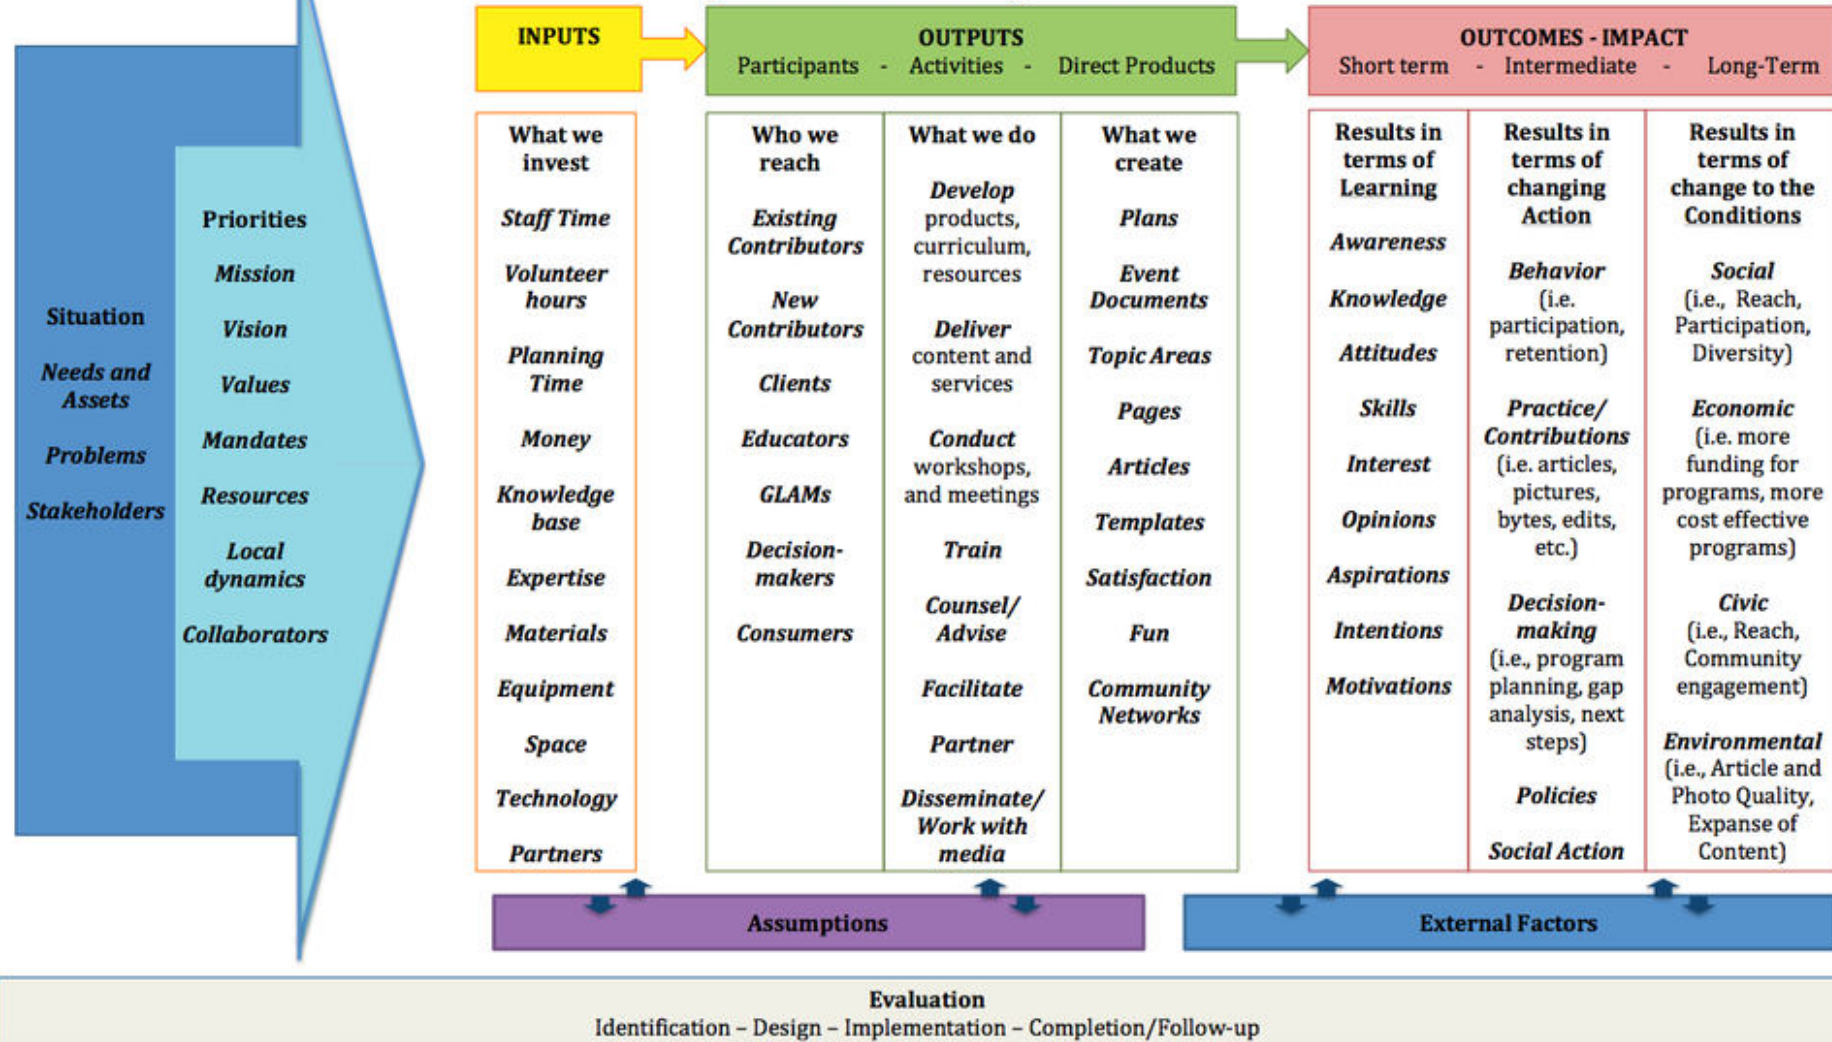 Situation
Needs and
Assets
Problems
Stakeholders
Priorities
Mission
Vision
Values
Mandates
Resources
Local
dynamics
Collaborators
INPUTS
What we
invest
Staff Time
Volunteer
hours
Planning
Time
Money
Knowledge
base
Expertise
Materials
Equipment
Space
Technology
Partners
OUTPUTS
Participants - Activities - Direct Products
Who we
reach
Existing
Contributors
New
Contributors
Clients
Educators
GLAMs
Decision-
makers
Consumers
What we do
Develop
products,
curriculum,
resources
Deliver
content and
services
Conduct
workshops,
and meetings
Train
Counsel/
Advise
Facilitate
Partner
Disseminate/
Work with
media
What we
create
Plans
Event
Documents
Topic Areas
Pages
Articles
Templates
Satisfaction
Fun
Community
Networks
OUTCOMES - IMPACT
Short term - Intermediate - Long-Term
Results in
terms of
Learning
Awareness
Knowledge
Attitudes
Skills
Interest
Opinions
Aspirations
Intentions
Motivations
Results in
terms of
changing
Action
Behavior
(i.e.
participation,
retention)
Practice/
Contributions
(i.e. articles,
pictures,
bytes, edits,
etc.)
Decision-
making
(i.e., program
planning, gap
analysis, next
steps)
Policies
Social Action
Results in
terms of
change to the
Conditions
Social
(i.e., Reach,
Participation,
Diversity)
Economic
(i.e. more
funding for
programs, more
cost effective
programs)
Civic
(i.e., Reach,
Community
engagement)
Environmental
(i.e., Article and
Photo Quality,
Expanse of
Content)
Assumptions
External Factors
Evaluation
Identification – Design – Implementation – Completion/Follow-up